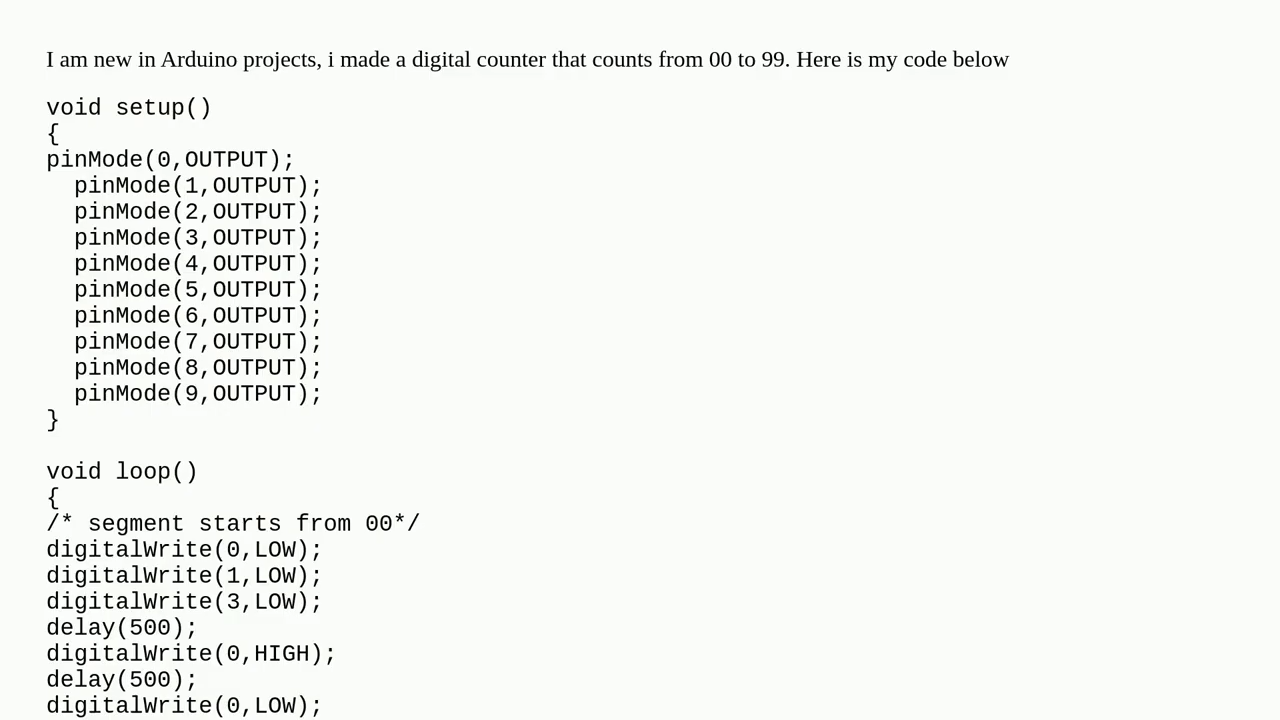 I am new in Arduino projects, i made a digital counter that counts from 00 to 99. Here is my code below
void setup()
{
pinMode(0,OUTPUT);
  pinMode(1,OUTPUT);
  pinMode(2,OUTPUT);
  pinMode(3,OUTPUT);
  pinMode(4,OUTPUT);
  pinMode(5,OUTPUT);
  pinMode(6,OUTPUT);
  pinMode(7,OUTPUT);
  pinMode(8,OUTPUT);
  pinMode(9,OUTPUT);
}
void loop()
{
/* segment starts from 00*/
digitalWrite(0,LOW);
digitalWrite(1,LOW);
digitalWrite(3,LOW);
delay(500);
digitalWrite(0,HIGH);
delay(500);
digitalWrite(0,LOW);